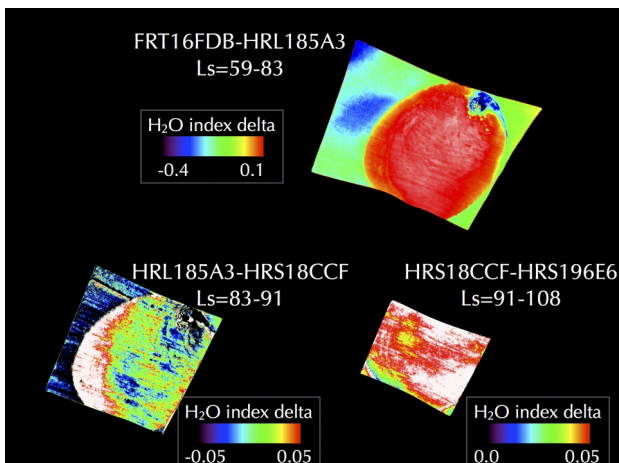 FRT16FDB-HRL185A3
Ls=59-83
H₂O index delta
-0.4 0.1
HRL185A3-HRS18CCF
Ls=83-91
HRS18CCF-HRS196E6
Ls=91-108
H₂O index delta
-0.05 0.05
H₂O index delta
0.0 0.05